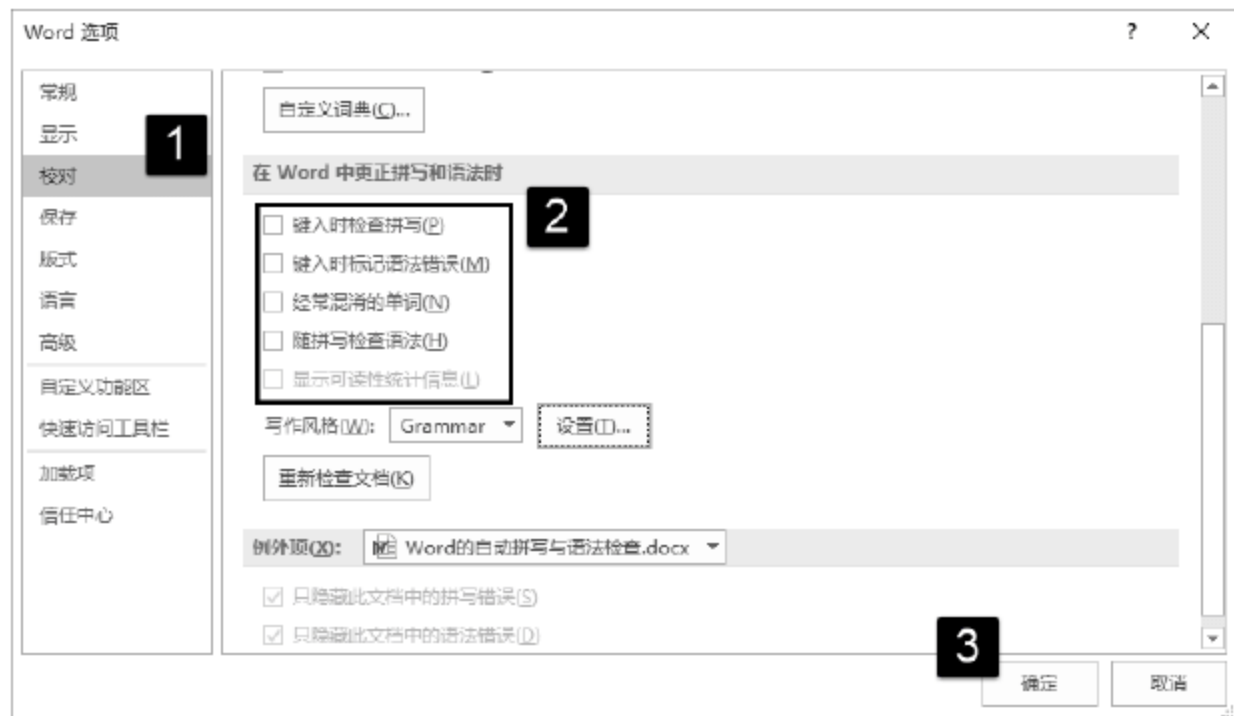 Word 选项
?
常规
显示
1
校对
保存
版式
语言
高级
自定义功能区
快速访问工具栏
加载项
信任中心
自定义词典(C)...
在 Word 中更正拼写和语法时
2
键入时检查拼写(P)
键入时标记语法错误(M)
经常混淆的单词(N)
随拼写检查语法(H)
显示可读性统计信息(L)
写作风格(W): Grammar 设置(T)...
重新检查文档(K)
例外项(X): Word的自动拼写与语法检查.docx
只隐藏此文档中的拼写错误(S)
只隐藏此文档中的语法错误(D)
3
确定 取消